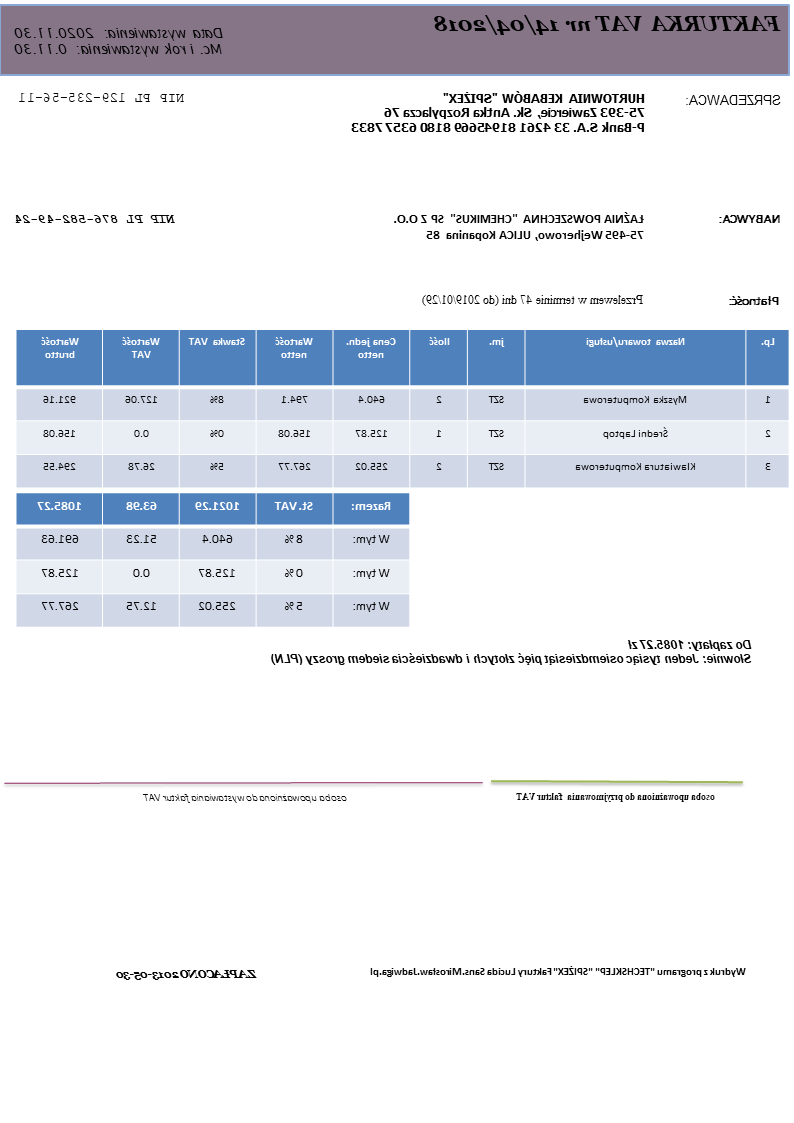 FAKTURKA VAT nr 14/04/2018
Data wystawienia: 2020.11.30
Mc. i rok wystawienia: 0.11.30
SPRZEDAWCA: HURTOWNIA KEBABÓW "SPIŻEX" NIP PL 129-235-56-11
75-393 Zawiercie, Sk. Antka Rozpylacza 76
P-Bank S.A. 33 4261 81945669 8180 6357 7833
NABYWCA: ŁAŹNIA POWSZECHNA "CHEMIKUS" SP Z O.O. NIP PL 876-582-49-24
75-495 Wejherowo, ULICA Kopanina 85
Płatność: Przelewem w terminie 47 dni (do 2019/01/29)
Lp. Nazwa towaru/usługi jm. Ilość Cena jedn. netto Wartość netto Stawka VAT Wartość VAT Wartość brutto
1 Myszka Komputerowa SZT 2 640.4 794.1 8% 127.06 921.16
2 Średni Laptop SZT 1 125.87 156.08 0% 0.0 156.08
3 Klawiatura Komputerowa SZT 2 255.02 267.77 5% 26.78 294.55
Razem: St. VAT 1021.29 63.98 1085.27
W tym: 8 % 640.4 51.23 691.63
W tym: 0 % 125.87 0.0 125.87
W tym: 5 % 255.02 12.75 267.77
Do zapłaty: 1085.27 zł
Słownie: Jeden tysiąc osiemdziesiąt pięć złotych i dwadzieścia siedem groszy (PLN)
osoba upoważniona do przyjmowania faktur VAT
osoba upoważniona do wystawiania faktur VAT
Wydruk z programu "TECHSKLEP" "SPIŻEX" Faktury Lucida Sans.Mirosław.Jadwiga.pl
ZAPŁACONO 2013-05-30